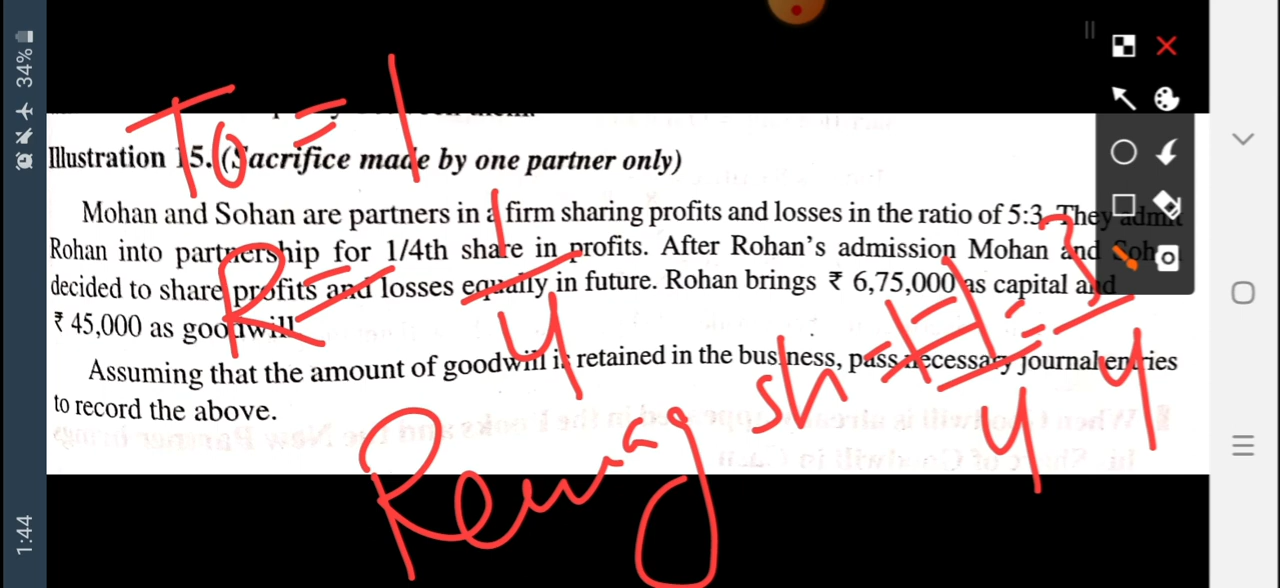 34%
1:44
Illustration 15. (Sacrifice made by one partner only)
Mohan and Sohan are partners in a firm sharing profits and losses in the ratio of 5:3. They admit
Rohan into partnership for 1/4th share in profits. After Rohan's admission Mohan and Soh
decided to share profits and losses equally in future. Rohan brings ₹ 6,75,000 as capital and
₹ 45,000 as goodwill.
Assuming that the amount of goodwill is retained in the business, pass necessary journal entries
to record the above.
To = 1
R = 1/4
sh
1/4 = 3/4